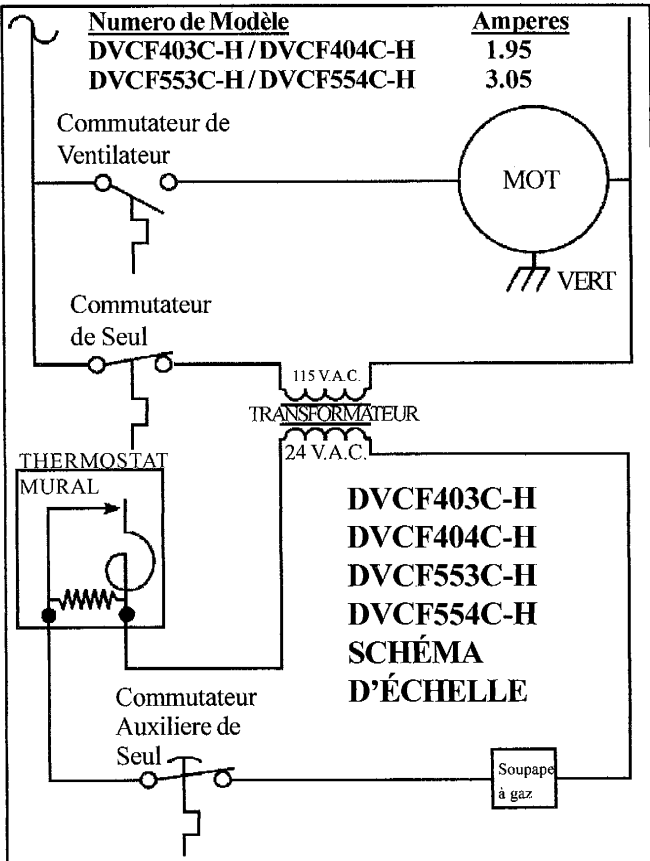 Numero de Modèle Amperes
DVCF403C-H / DVCF404C-H 1.95
DVCF553C-H / DVCF554C-H 3.05
Commutateur de
Ventilateur
MOT
VERT
Commutateur
de Seul
115 V.A.C.
TRANSFORMATEUR
24 V.A.C.
THERMOSTAT
MURAL
DVCF403C-H
DVCF404C-H
DVCF553C-H
DVCF554C-H
SCHÉMA
D'ÉCHELLE
Commutateur
Auxiliere de
Seul
Soupape
à gaz